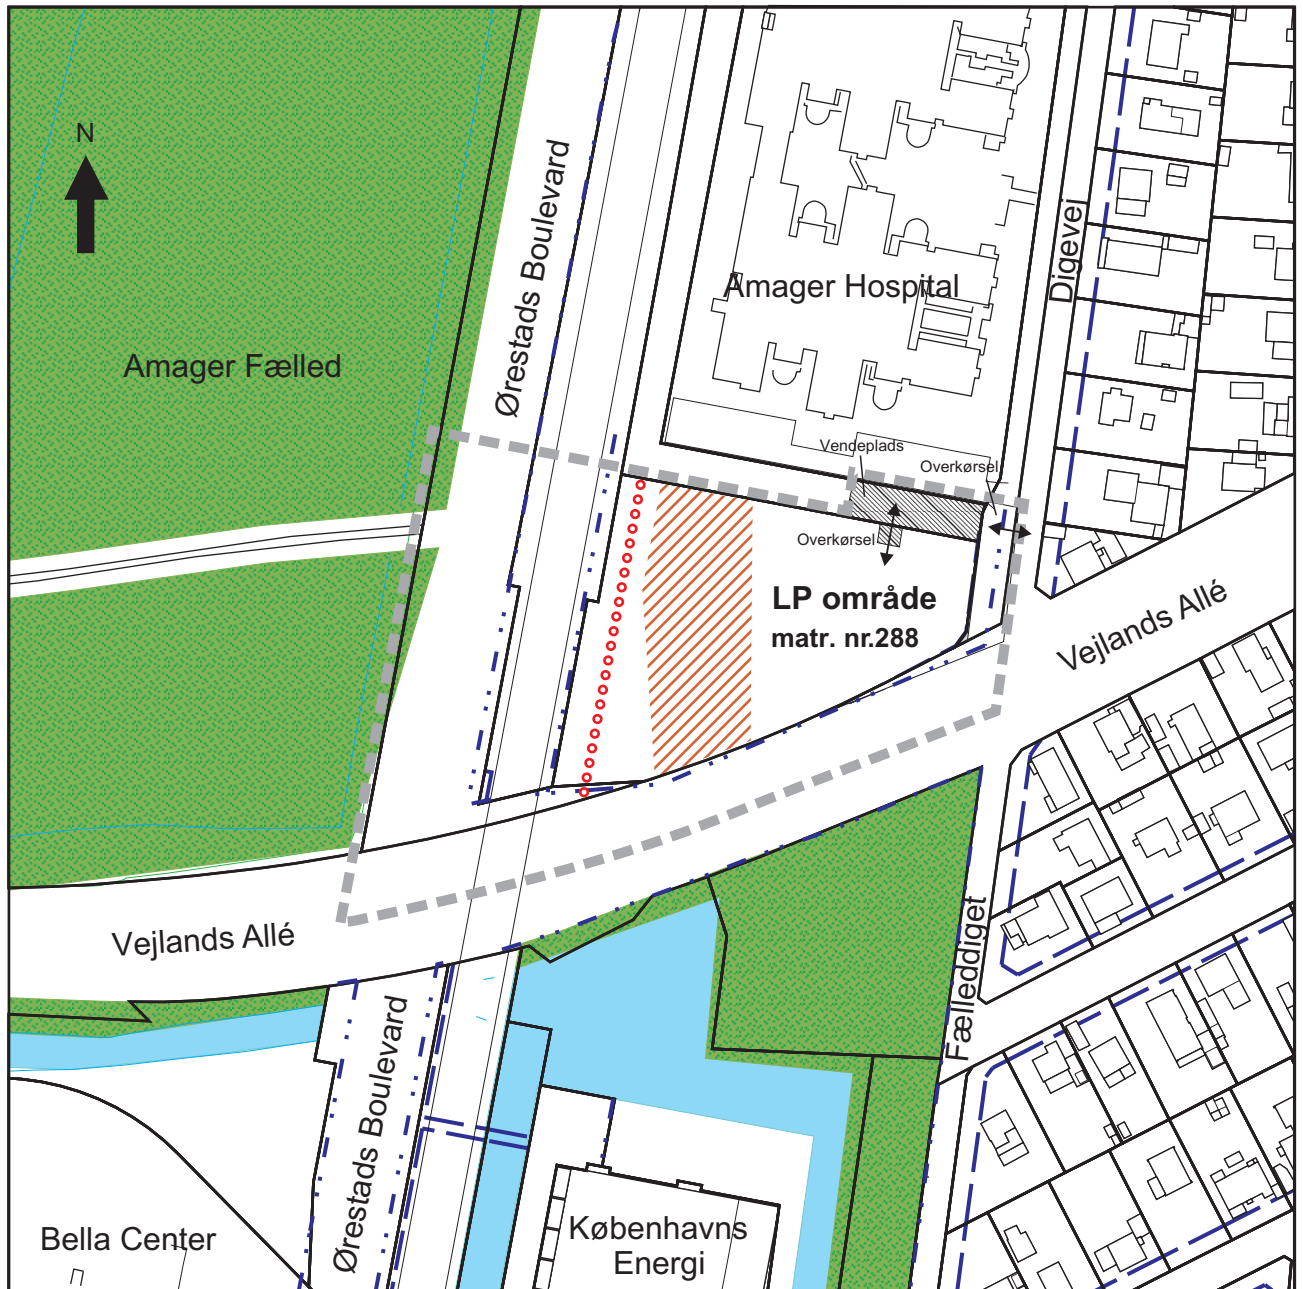 N
Ørestads Boulevard
Digevej
Amager Hospital
Amager Fælled
Vendeplads
Overkørsel
Overkørsel
LP område
matr. nr.288
Vejlands Allé
Vejlands Allé
Fælleddiget
Ørestads Boulevard
Bella Center
Københavns
Energi